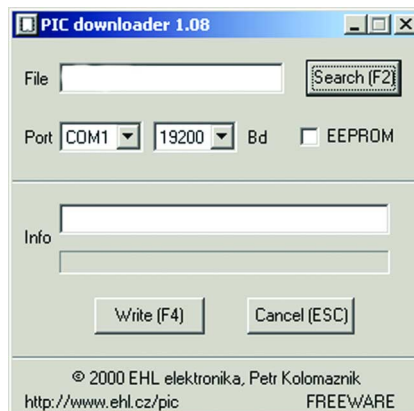 PIC downloader 1.08
File Search (F2)
Port COM1 19200 Bd EEPROM
Info
Write (F4) Cancel (ESC)
© 2000 EHL elektronika, Petr Kolomaznik
http://www.ehl.cz/pic FREEWARE